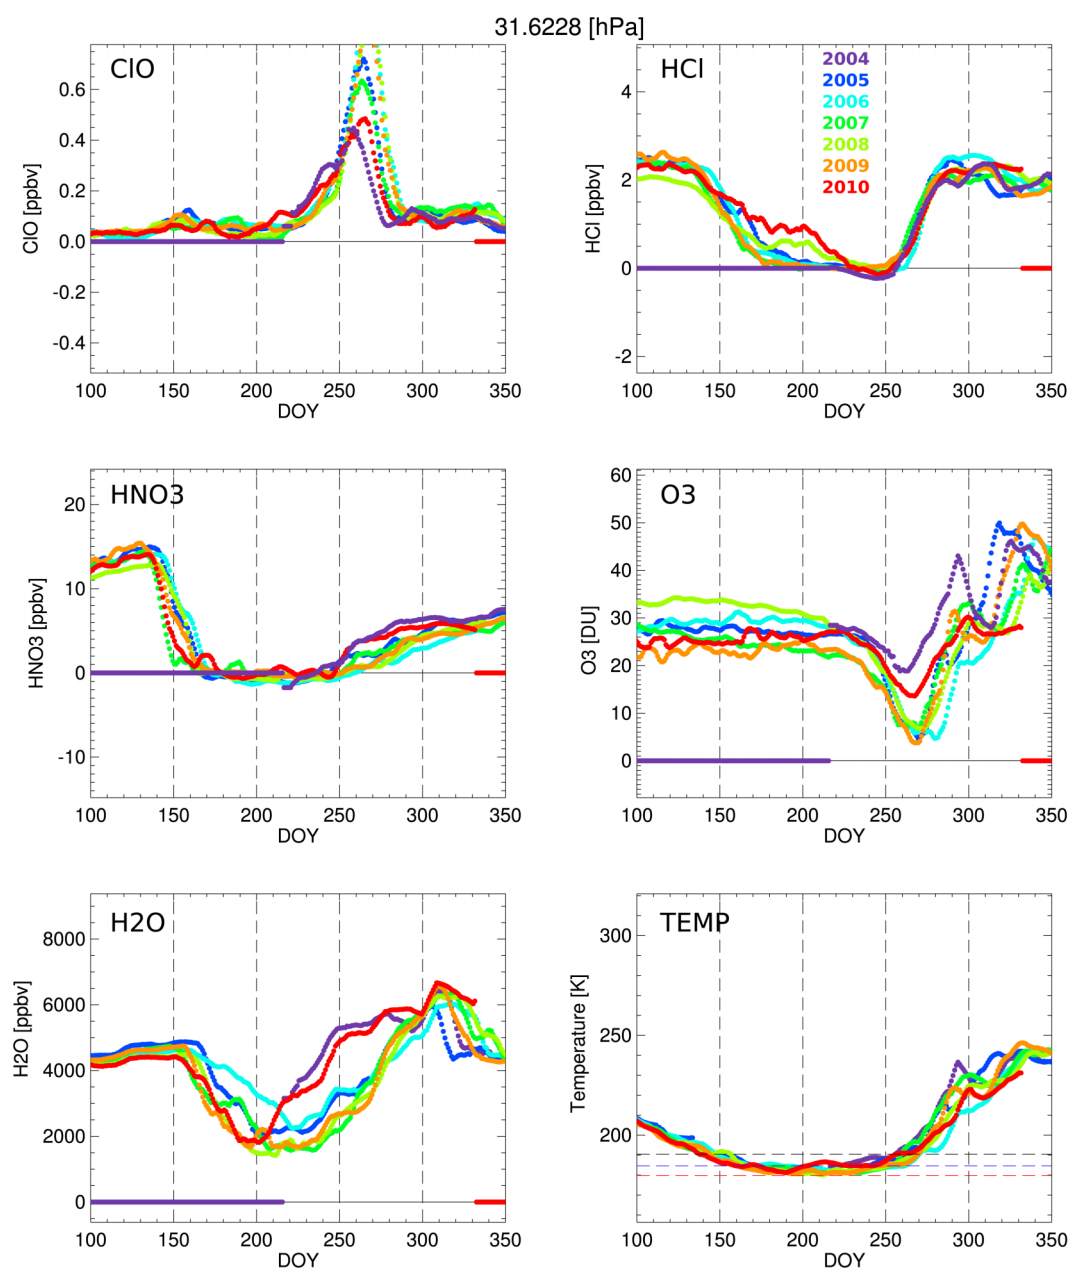 31.6228 [hPa]
ClO
ClO [ppbv]
0.6
0.4
0.2
0.0
-0.2
-0.4
100 150 200 250 300 350
DOY
HCl
HCl [ppbv]
2004
2005
2006
2007
2008
2009
2010
4
2
0
-2
100 150 200 250 300 350
DOY
HNO3
HNO3 [ppbv]
20
10
0
-10
100 150 200 250 300 350
DOY
O3
O3 [DU]
60
50
40
30
20
10
0
100 150 200 250 300 350
DOY
H2O
H2O [ppbv]
8000
6000
4000
2000
0
100 150 200 250 300 350
DOY
TEMP
Temperature [K]
300
250
200
100 150 200 250 300 350
DOY